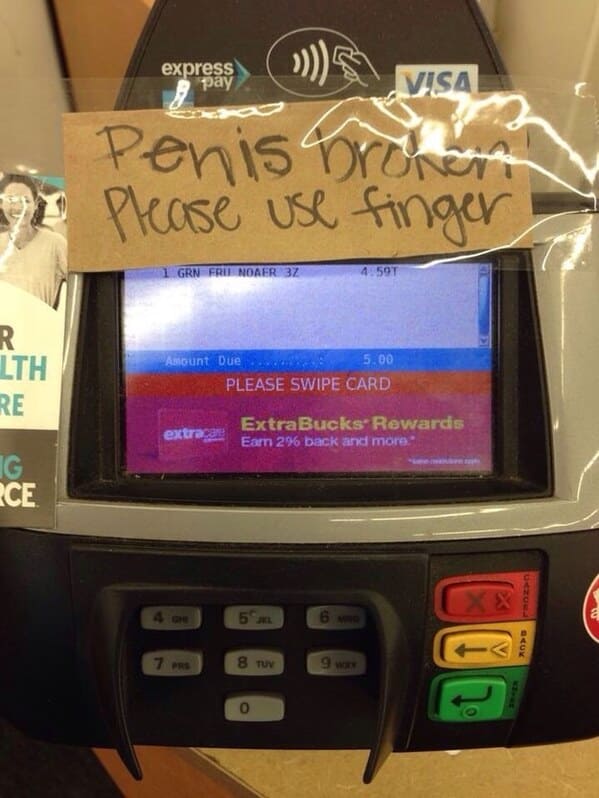 express
pay
VISA
Penis broken
Please use finger
1 GRN FRU NOAFR 3Z 4.59T
Amount Due ..........: 5.00
PLEASE SWIPE CARD
extracare
ExtraBucks Rewards
Earn 2% back and more.*
R
LTH
RE
NG
RCE
4 GHI
5 JKL
6 MNO
7 PRS
8 TUV
9 WXY
0
CANCEL
BACK
ENTER